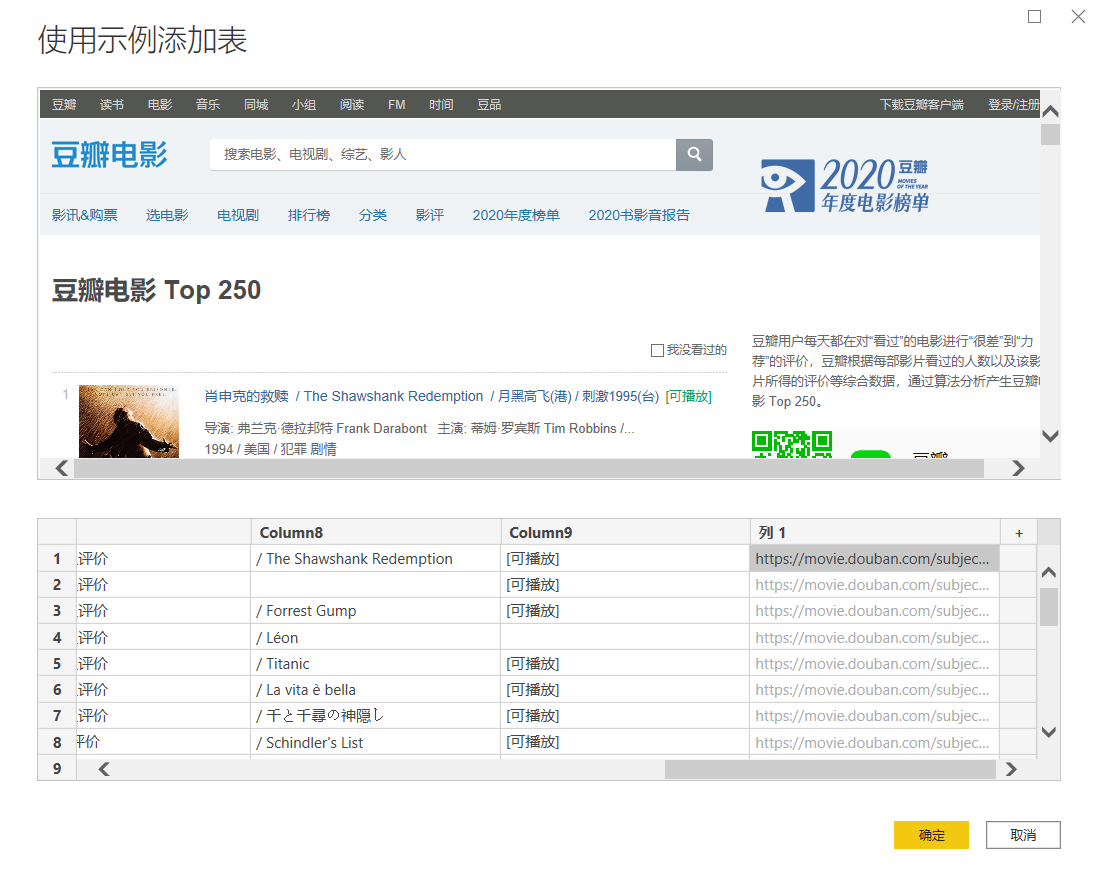 使用示例添加表
豆瓣 读书 电影 音乐 同城 小组 阅读 FM 时间 豆品 下载豆瓣客户端 登录/注册
豆瓣电影 搜索电影、电视剧、综艺、影人
2020 豆瓣 MOVIES OF THE YEAR
年度电影榜单
影讯&购票 选电影 电视剧 排行榜 分类 影评 2020年度榜单 2020书影音报告
豆瓣电影 Top 250
我没看过的
豆瓣用户每天都在对“看过”的电影进行“很差”到“力
荐”的评价，豆瓣根据每部影片看过的人数以及该影
片所得的评价等综合数据，通过算法分析产生豆瓣
影 Top 250。
1 肖申克的救赎 / The Shawshank Redemption / 月黑高飞(港) / 刺激1995(台) [可播放]
导演: 弗兰克·德拉邦特 Frank Darabont 主演: 蒂姆·罗宾斯 Tim Robbins /...
1994 / 美国 / 犯罪 剧情
豆瓣
Column8 Column9 列 1 +
1 评价 / The Shawshank Redemption [可播放] https://movie.douban.com/subjec...
2 评价 [可播放] https://movie.douban.com/subjec...
3 评价 / Forrest Gump [可播放] https://movie.douban.com/subjec...
4 评价 / Léon https://movie.douban.com/subjec...
5 评价 / Titanic [可播放] https://movie.douban.com/subjec...
6 评价 / La vita è bella [可播放] https://movie.douban.com/subjec...
7 评价 / 千と千尋の神隠し [可播放] https://movie.douban.com/subjec...
8 评价 / Schindler's List [可播放] https://movie.douban.com/subjec...
9
确定 取消